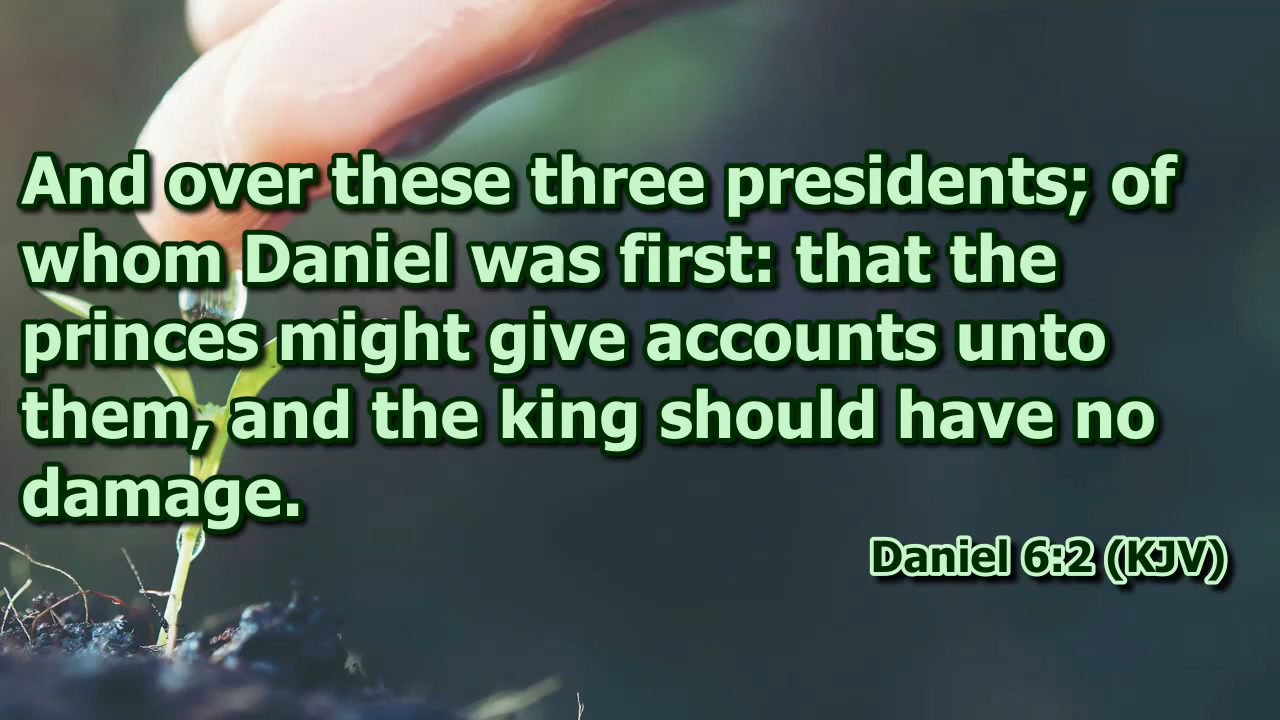 And over these three presidents; of
whom Daniel was first: that the
princes might give accounts unto
them, and the king should have no
damage.
Daniel 6:2 (KJV)